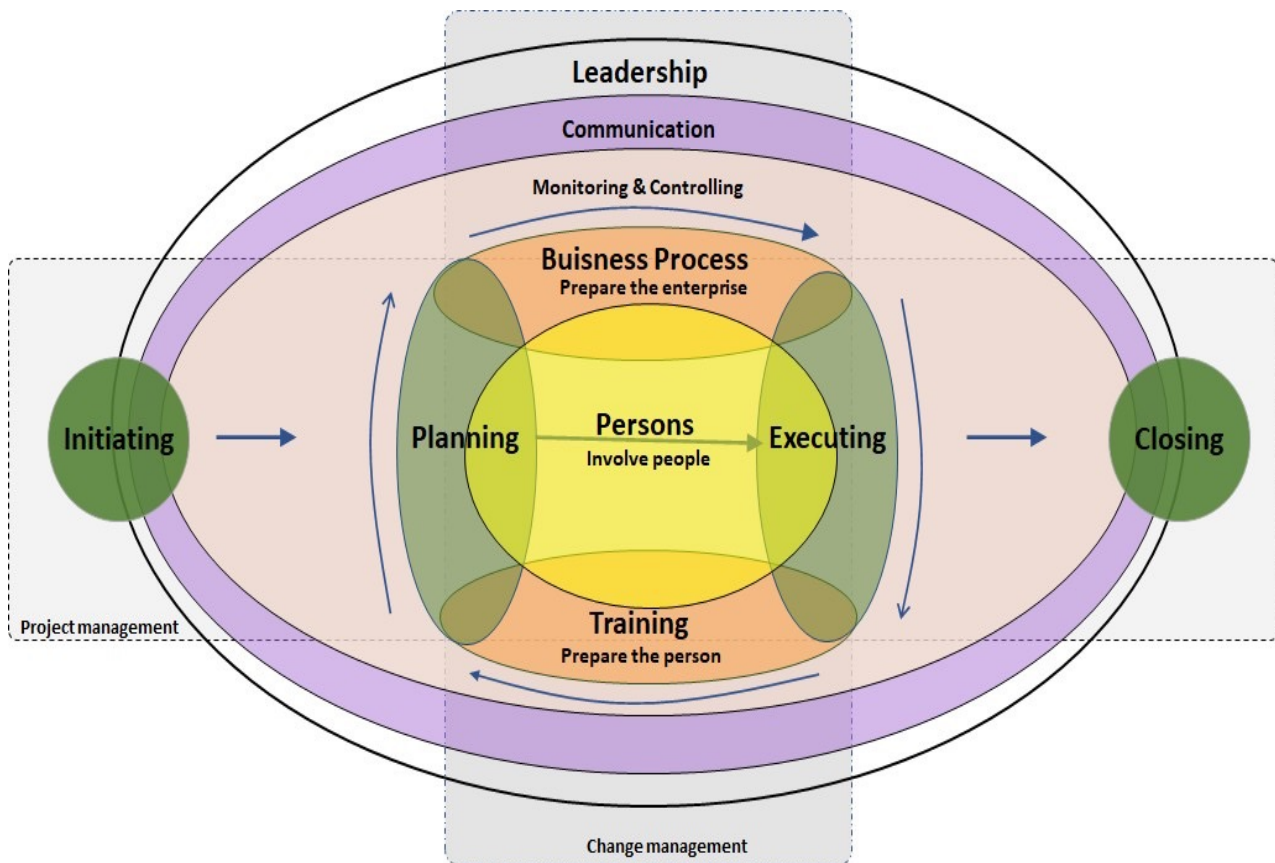 Leadership
Communication
Monitoring & Controlling
Buisness Process
Prepare the enterprise
Initiating
Planning
Persons
Involve people
Executing
Closing
Training
Prepare the person
Project management
Change management